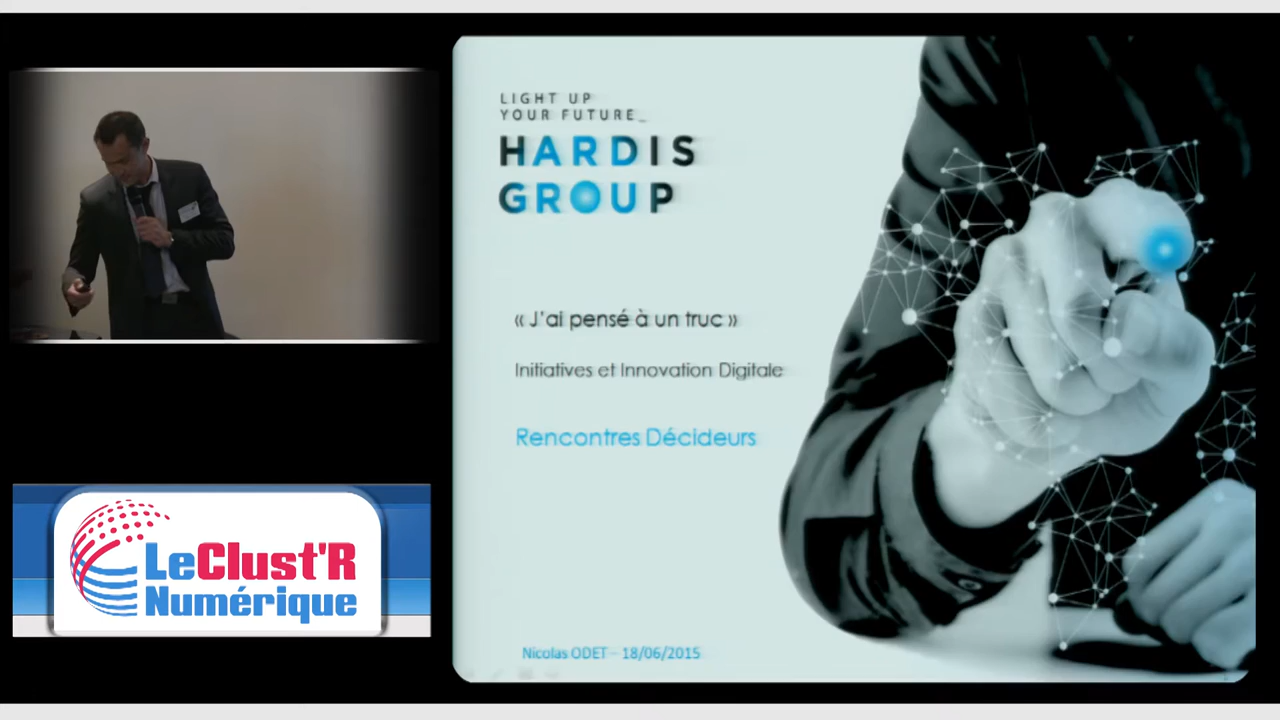 LIGHT UP
YOUR FUTURE_
HARDIS
GROUP
« J'ai pensé à un truc »
Initiatives et Innovation Digitale
Rencontres Décideurs
Nicolas ODET – 18/06/2015
LeClust'R
Numérique